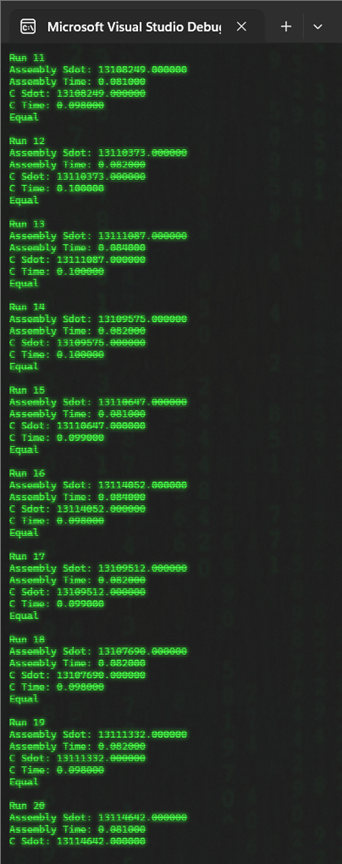 Microsoft Visual Studio Debug
Run 11
Assembly Sdot: 13108249.000000
Assembly Time: 0.081000
C Sdot: 13108249.000000
C Time: 0.098000
Equal
Run 12
Assembly Sdot: 13110373.000000
Assembly Time: 0.082000
C Sdot: 13110373.000000
C Time: 0.100000
Equal
Run 13
Assembly Sdot: 13111087.000000
Assembly Time: 0.084000
C Sdot: 13111087.000000
C Time: 0.100000
Equal
Run 14
Assembly Sdot: 13109575.000000
Assembly Time: 0.082000
C Sdot: 13109575.000000
C Time: 0.100000
Equal
Run 15
Assembly Sdot: 13110647.000000
Assembly Time: 0.081000
C Sdot: 13110647.000000
C Time: 0.099000
Equal
Run 16
Assembly Sdot: 13114052.000000
Assembly Time: 0.084000
C Sdot: 13114052.000000
C Time: 0.098000
Equal
Run 17
Assembly Sdot: 13109512.000000
Assembly Time: 0.082000
C Sdot: 13109512.000000
C Time: 0.099000
Equal
Run 18
Assembly Sdot: 13107690.000000
Assembly Time: 0.082000
C Sdot: 13107690.000000
C Time: 0.098000
Equal
Run 19
Assembly Sdot: 13111332.000000
Assembly Time: 0.082000
C Sdot: 13111332.000000
C Time: 0.098000
Equal
Run 20
Assembly Sdot: 13114642.000000
Assembly Time: 0.081000
C Sdot: 13114642.000000